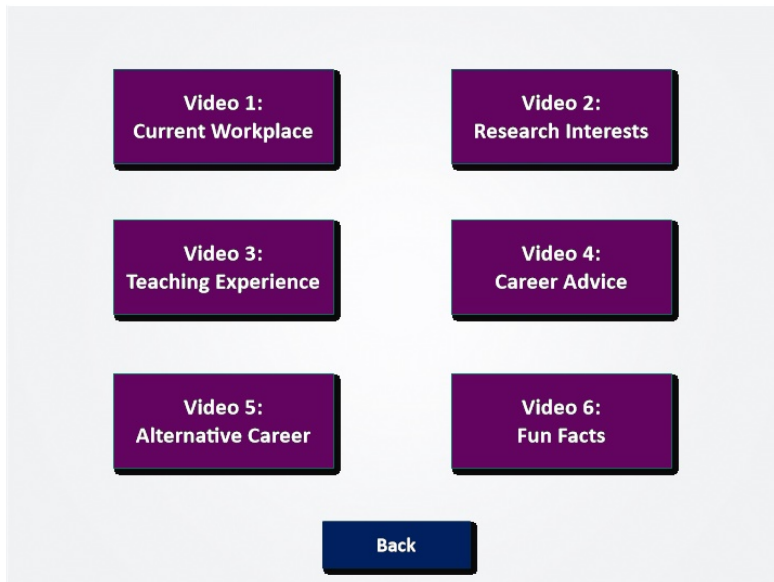 Video 1:
Current Workplace
Video 2:
Research Interests
Video 3:
Teaching Experience
Video 4:
Career Advice
Video 5:
Alternative Career
Video 6:
Fun Facts
Back